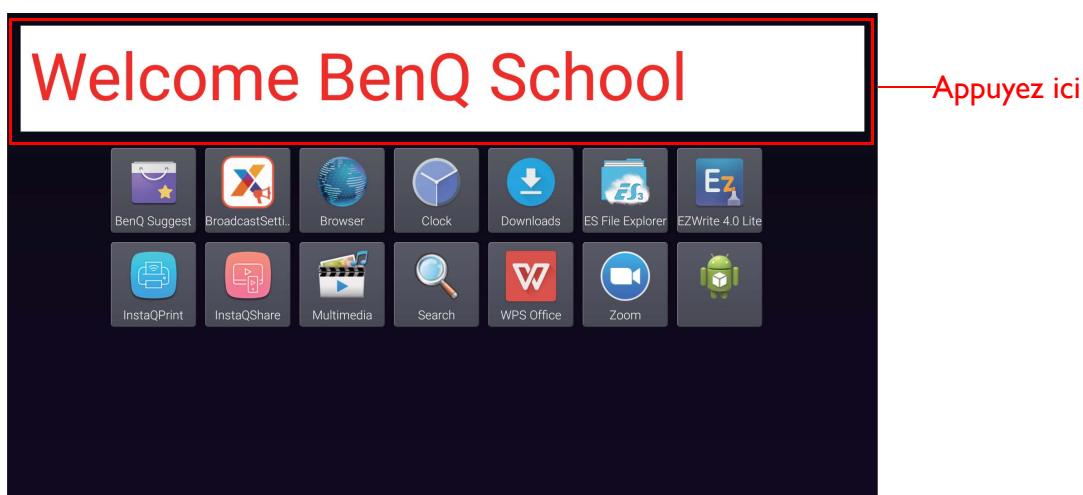 Welcome BenQ School
Appuyez ici
BenQ Suggest BroadcastSetti.. Browser Clock Downloads ES File Explorer EZWrite 4.0 Lite
InstaQPrint InstaQShare Multimedia Search WPS Office Zoom